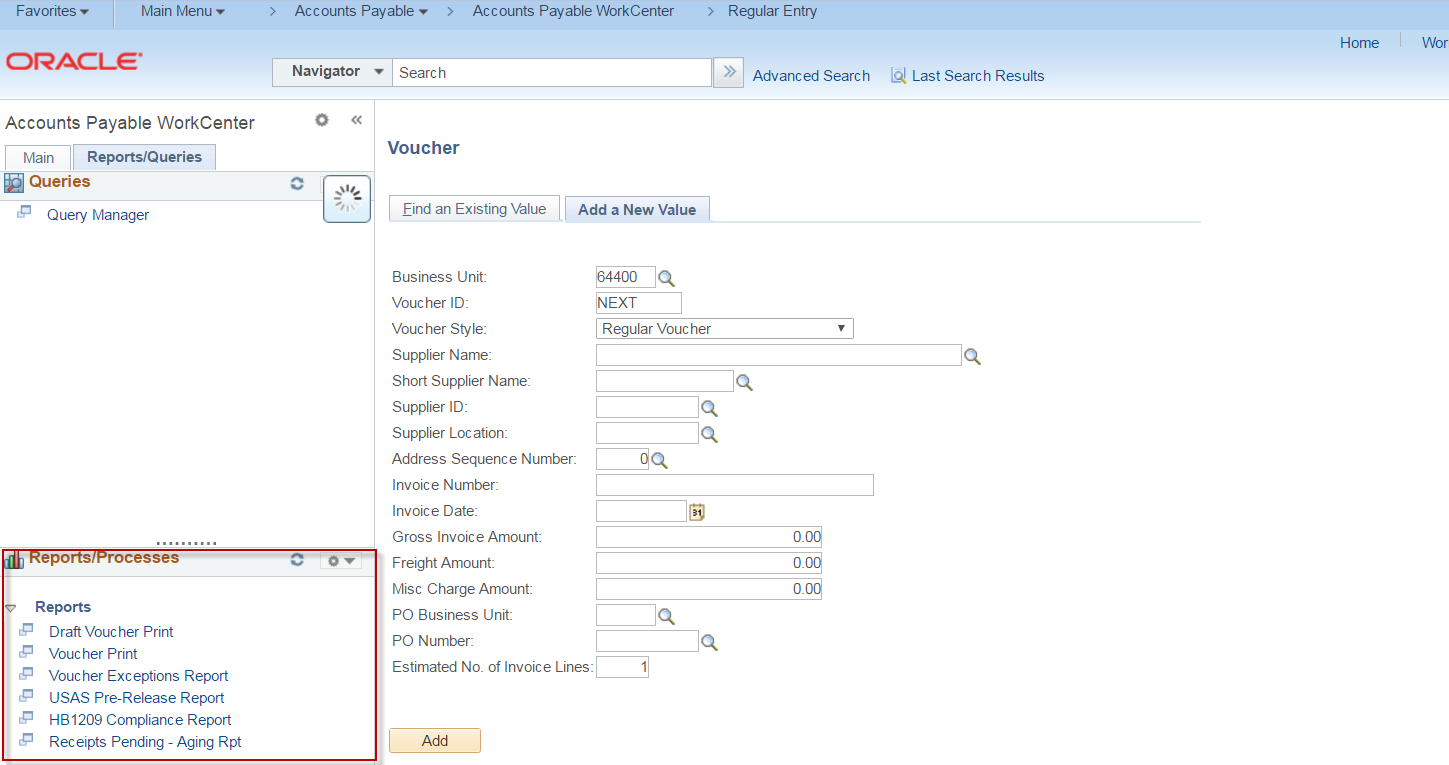 Favorites Main Menu > Accounts Payable > Accounts Payable WorkCenter > Regular Entry
Home Wor
ORACLE
Navigator Search Advanced Search Last Search Results
Accounts Payable WorkCenter
Main Reports/Queries
Queries
Query Manager
Reports/Processes
Reports
Draft Voucher Print
Voucher Print
Voucher Exceptions Report
USAS Pre-Release Report
HB1209 Compliance Report
Receipts Pending - Aging Rpt
Voucher
Find an Existing Value Add a New Value
Business Unit: 64400
Voucher ID: NEXT
Voucher Style: Regular Voucher
Supplier Name:
Short Supplier Name:
Supplier ID:
Supplier Location:
Address Sequence Number: 0
Invoice Number:
Invoice Date: 31
Gross Invoice Amount: 0.00
Freight Amount: 0.00
Misc Charge Amount: 0.00
PO Business Unit:
PO Number:
Estimated No. of Invoice Lines: 1
Add